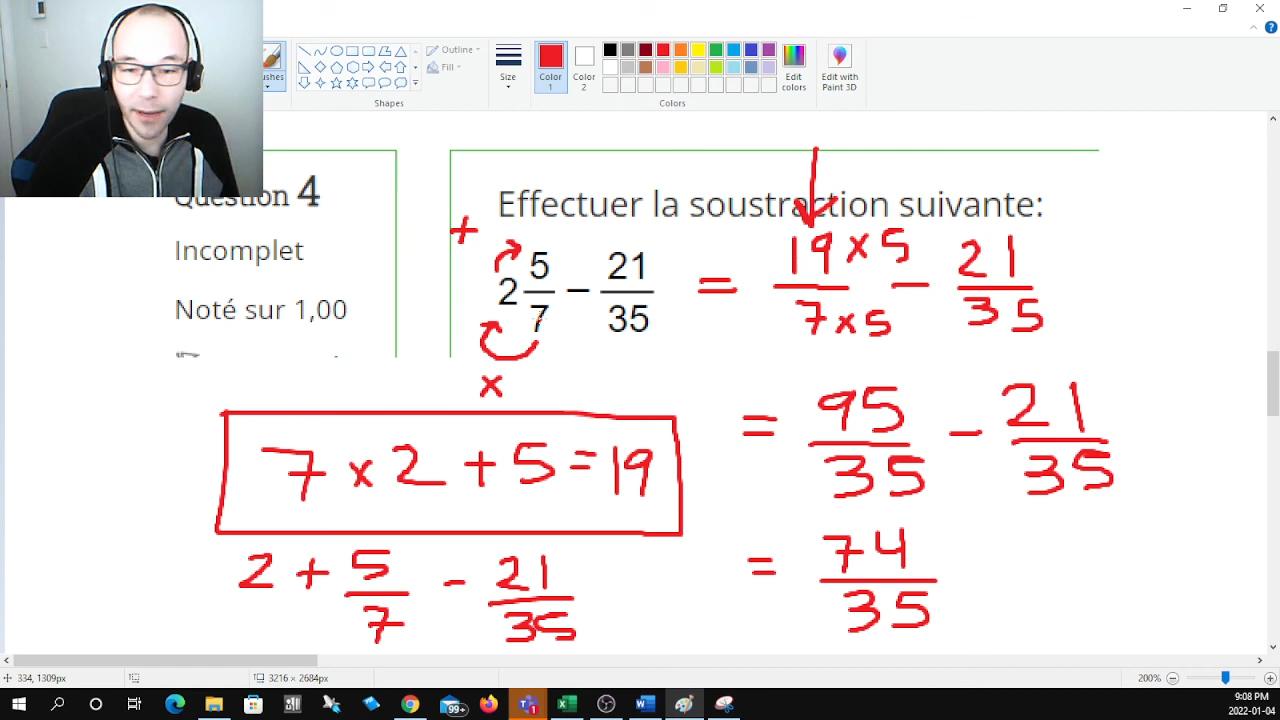 Outline
Fill
Shapes
Size
Color
1
Color
2
Edit
colors
Colors
Edit with
Paint 3D
Question 4
Incomplet
Noté sur 1,00
Effectuer la soustraction suivante:
+
2 5/7 − 21/35 = 19 x 5 / 7 x 5 − 21/35
x
= 95/35 − 21/35
7 x 2 + 5 = 19
= 74/35
2 + 5/7 - 21/35
334, 1309px
3216 × 2684px
200%
99+
1
9:08 PM
2022-01-04